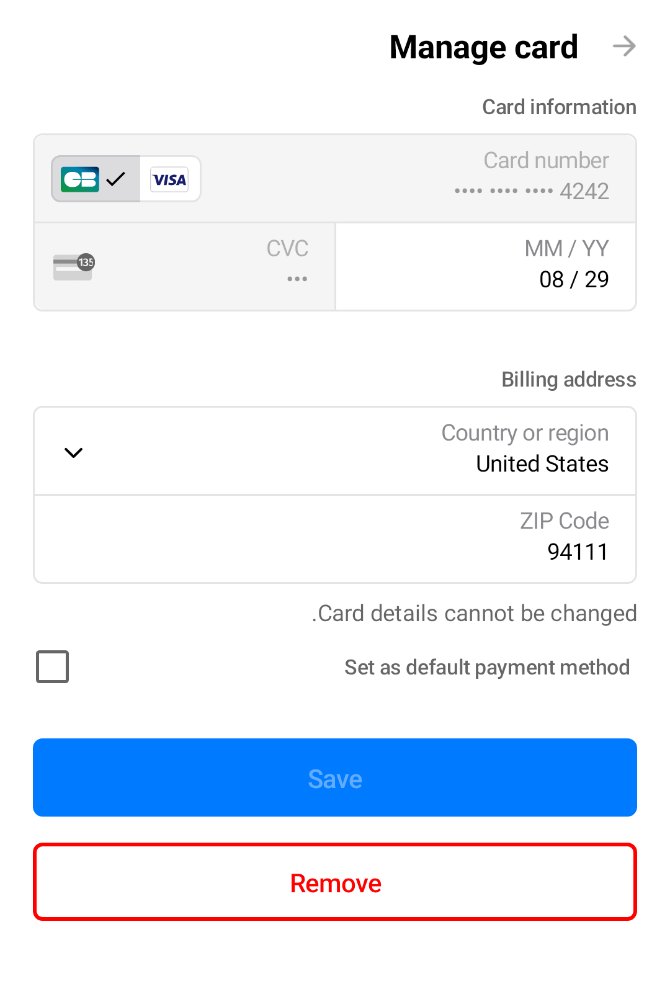 Manage card
Card information
Card number
•••• •••• •••• 4242
CB
VISA
MM / YY
08 / 29
CVC
•••
135
Billing address
Country or region
United States
ZIP Code
94111
.Card details cannot be changed
Set as default payment method
Save
Remove